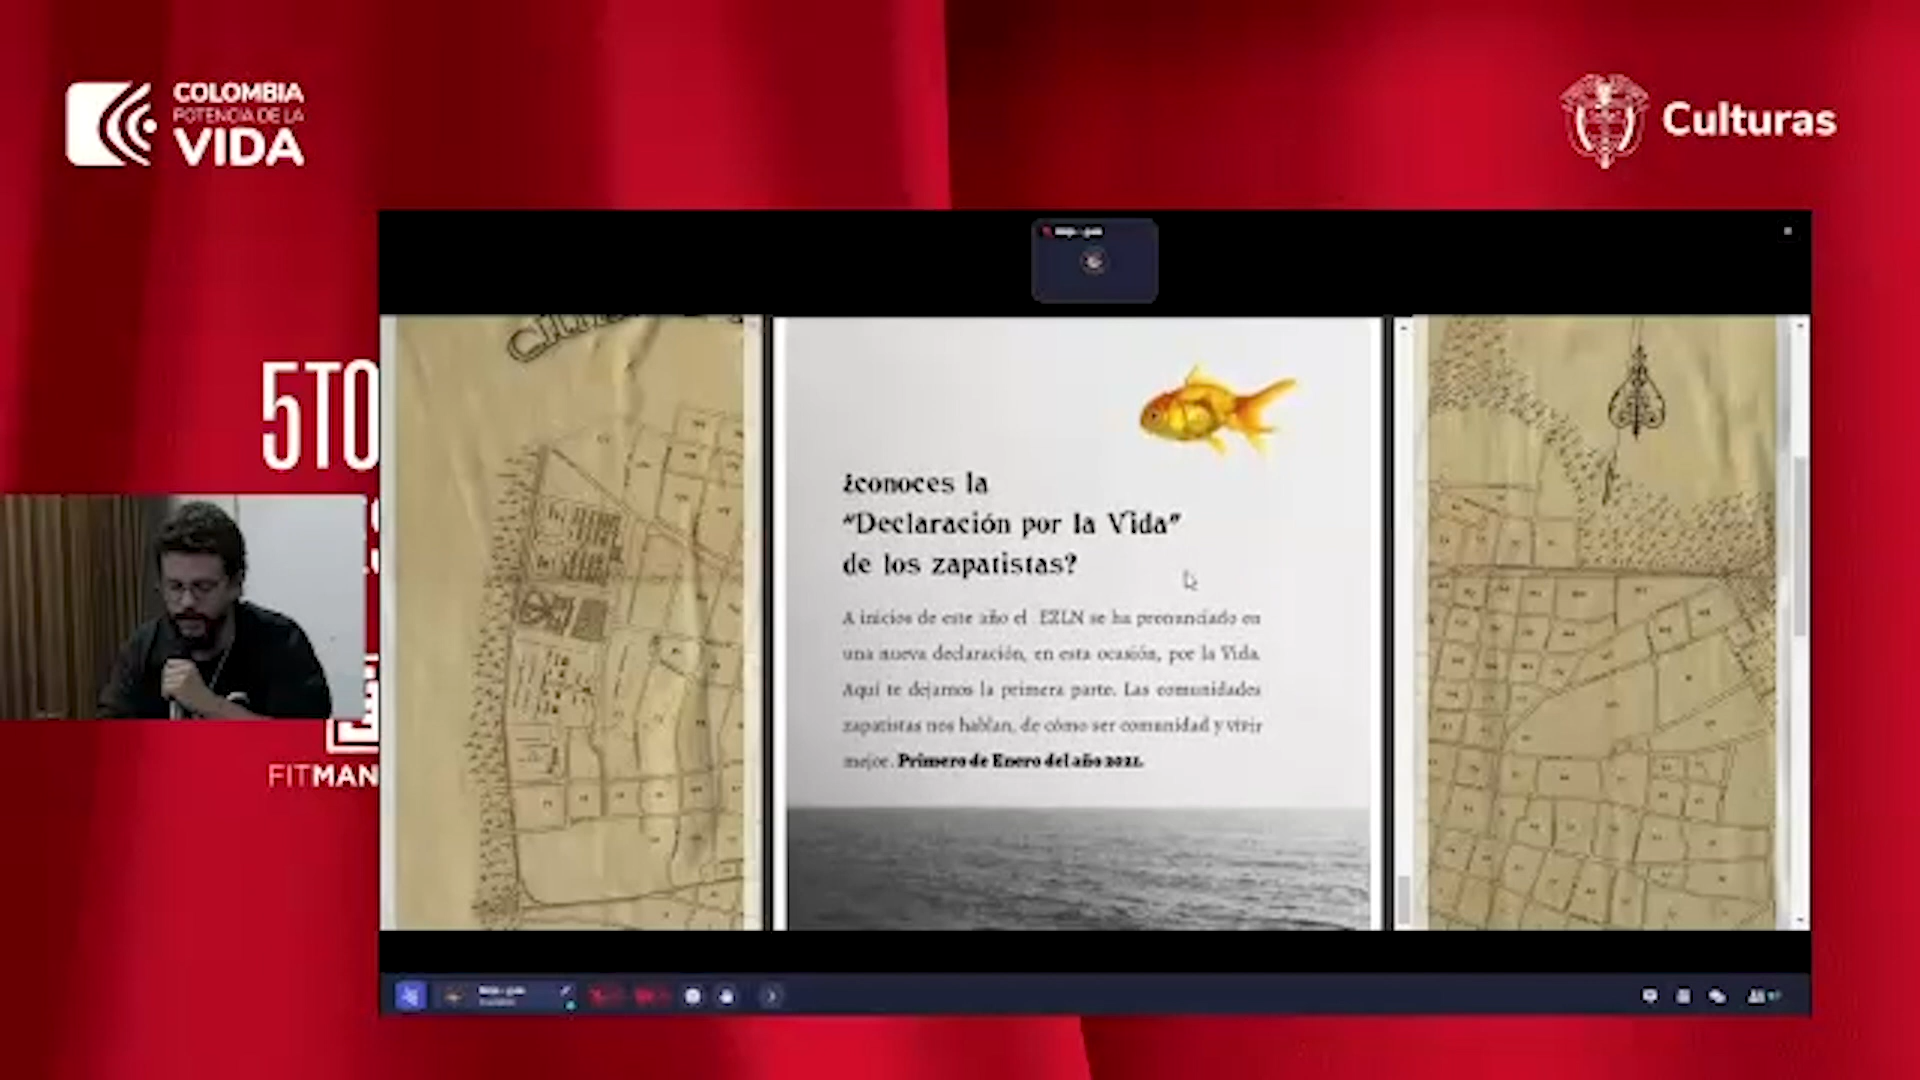 COLOMBIA
POTENCIA DE LA
VIDA
Culturas
5TO
FITMAN
¿conoces la
“Declaración por la Vida”
de los zapatistas?
A inicios de este año el EZLN se ha pronunciado en
una nueva declaración, en esta ocasión, por la Vida.
Aquí te dejamos la primera parte. Las comunidades
zapatistas nos hablan, de cómo ser comunidad y vivir
mejor. Primero de Enero del año 2021.